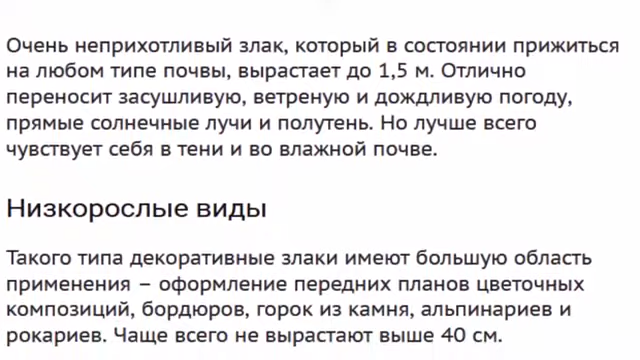 Очень неприхотливый злак, который в состоянии прижиться
на любом типе почвы, вырастает до 1,5 м. Отлично
переносит засушливую, ветреную и дождливую погоду,
прямые солнечные лучи и полутень. Но лучше всего
чувствует себя в тени и во влажной почве.
Низкорослые виды
Такого типа декоративные злаки имеют большую область
применения – оформление передних планов цветочных
композиций, бордюров, горок из камня, альпинариев и
рокариев. Чаще всего не вырастают выше 40 см.